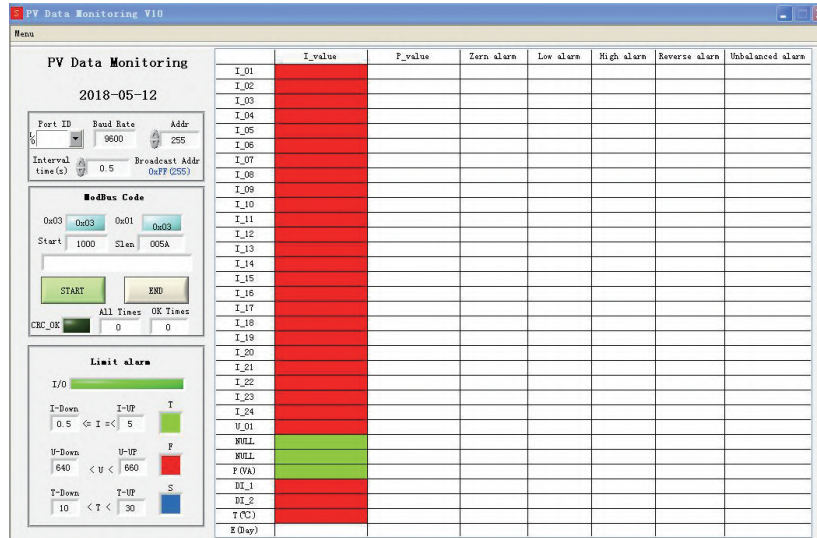 S PV Data Monitoring V10
Menu
PV Data Monitoring
2018-05-12
Port ID Baud Rate Addr
9600 255
Interval time(s) 0.5 Broadcast Addr 0xFF(255)
ModBus Code
0x03 0x03 0x01 0x03
Start 1000 Slen 005A
START END
All Times OK Times
CRC_OK 0 0
Limit alarm
I/O
I-Down I-UP T
0.5 <= I =< 5
U-Down U-UP F
640 < U < 660
T-Down T-UP S
10 < T < 30
I_value P_value Zern alarm Low alarm High alarm Reverse alarm Unbalanced alarm
I_01
I_02
I_03
I_04
I_05
I_06
I_07
I_08
I_09
I_10
I_11
I_12
I_13
I_14
I_15
I_16
I_17
I_18
I_19
I_20
I_21
I_22
I_23
I_24
U_01
NULL
NULL
P(VA)
DI_1
DI_2
T(℃)
E(Day)